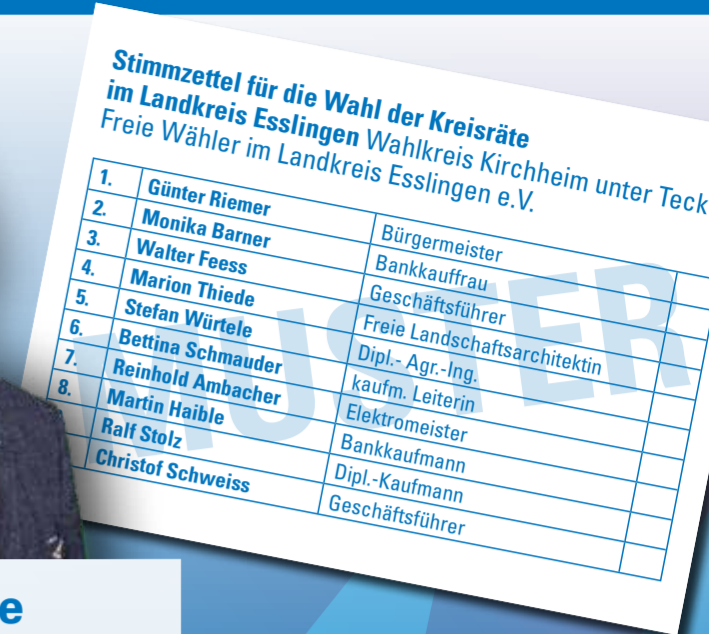 Stimmzettel für die Wahl der Kreisräte
im Landkreis Esslingen Wahlkreis Kirchheim unter Teck
Freie Wähler im Landkreis Esslingen e.V.
1. Günter Riemer Bürgermeister
2. Monika Barner Bankkauffrau
3. Walter Feess Geschäftsführer
4. Marion Thiede Freie Landschaftsarchitektin
5. Stefan Würtele Dipl.- Agr.-Ing.
6. Bettina Schmauder kaufm. Leiterin
7. Reinhold Ambacher Elektromeister
8. Martin Haible Bankkaufmann
Ralf Stolz Dipl.-Kaufmann
Christof Schweiss Geschäftsführer
MUSTER
e